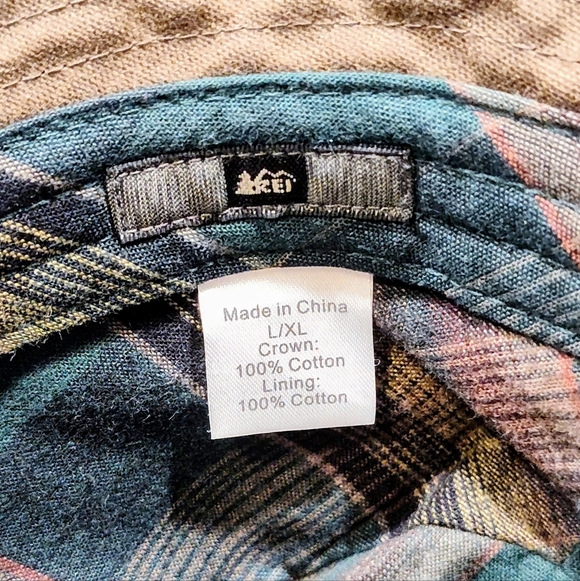 REI
Made in China
L/XL
Crown:
100% Cotton
Lining:
100% Cotton